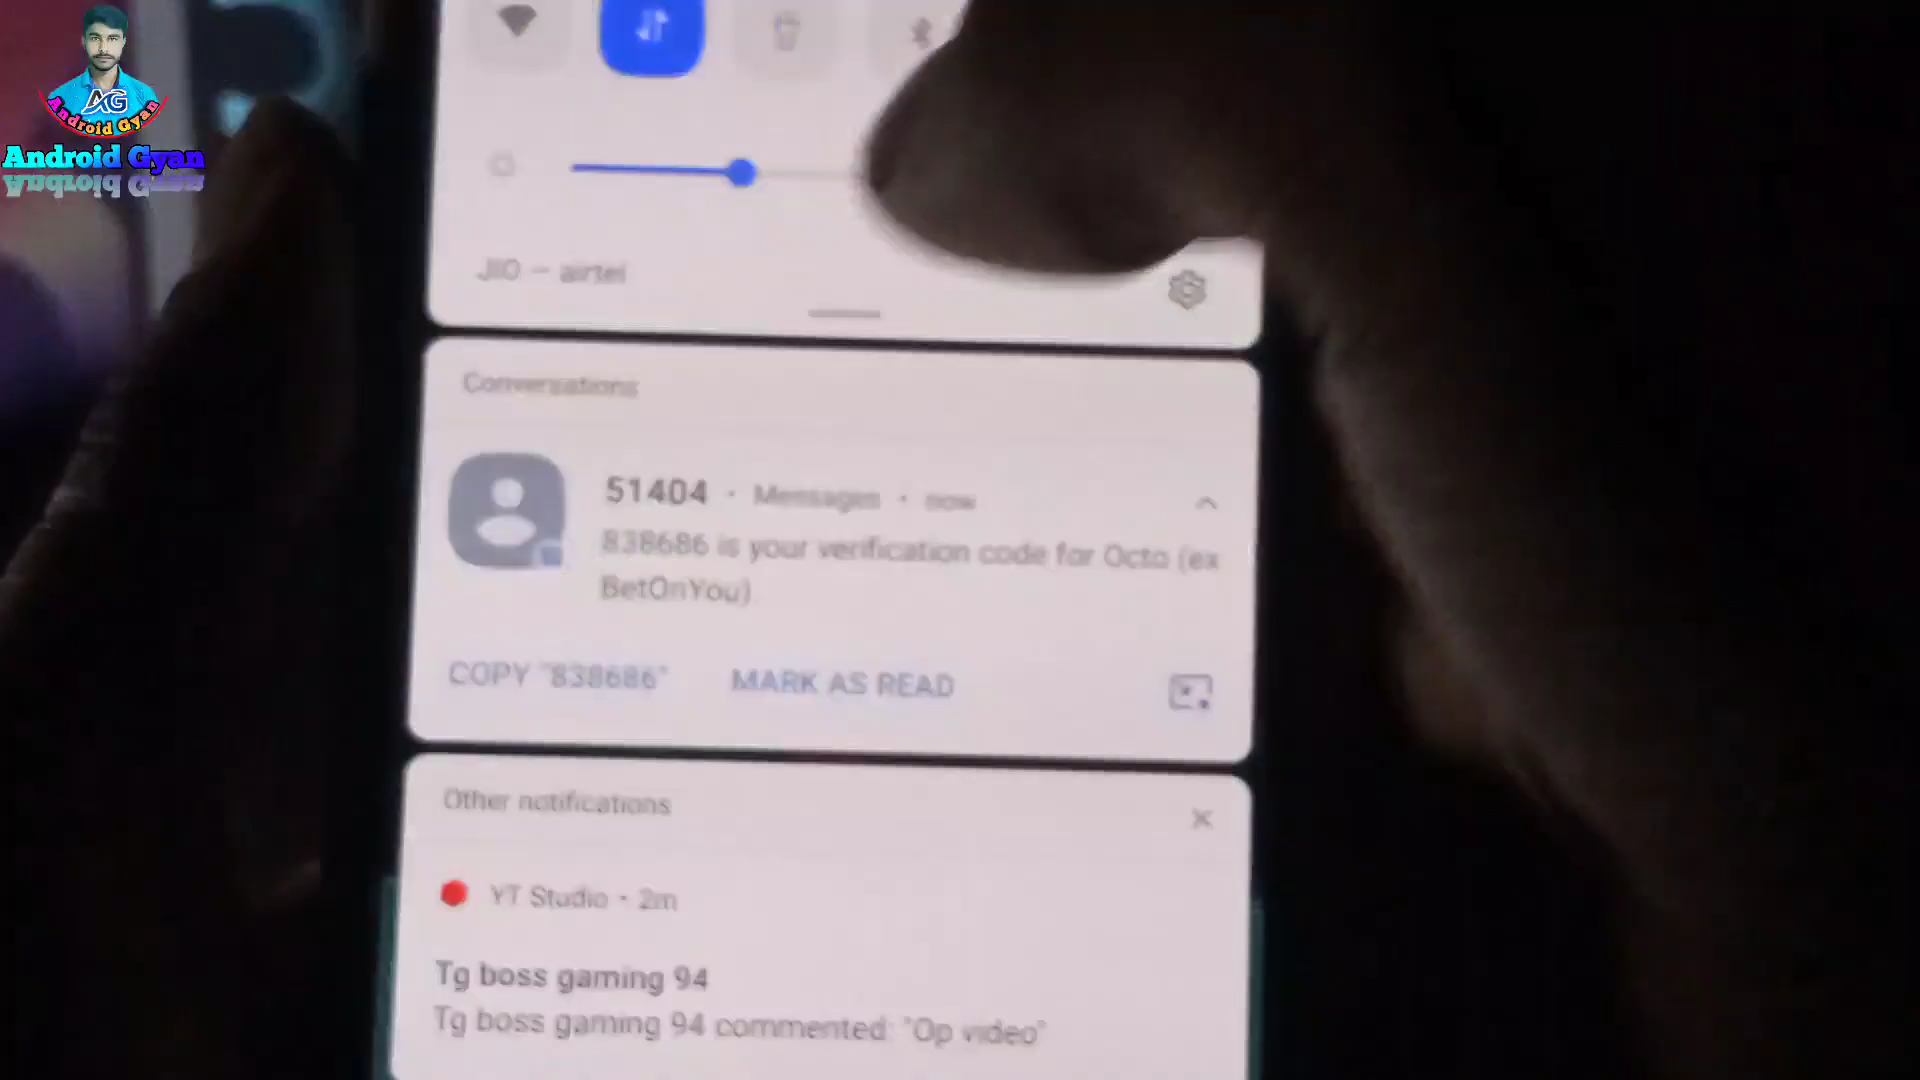 AG
Android Gyan
Android Gyan
JIO — airtel
Conversations
51404 · Messages · now
838686 is your verification code for Octo (ex
BetOnYou)
COPY "838686" MARK AS READ
Other notifications
YT Studio · 2m
Tg boss gaming 94
Tg boss gaming 94 commented: "Op video"